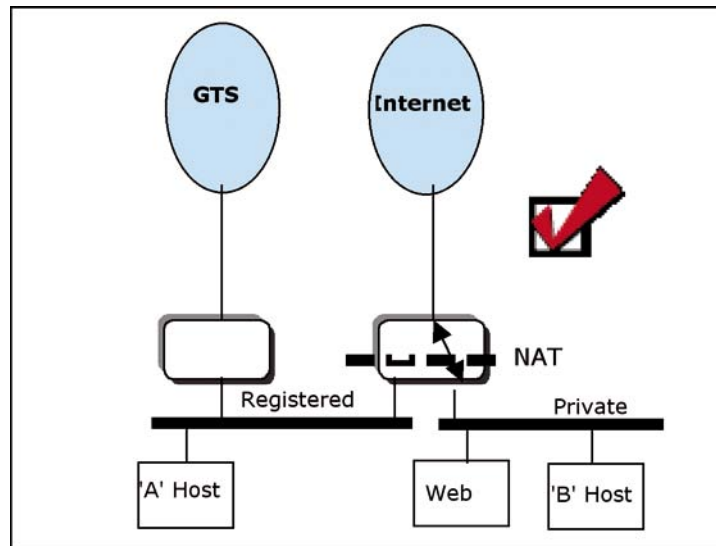 GTS
Internet
NAT
Registered
Private
'A' Host
Web
'B' Host